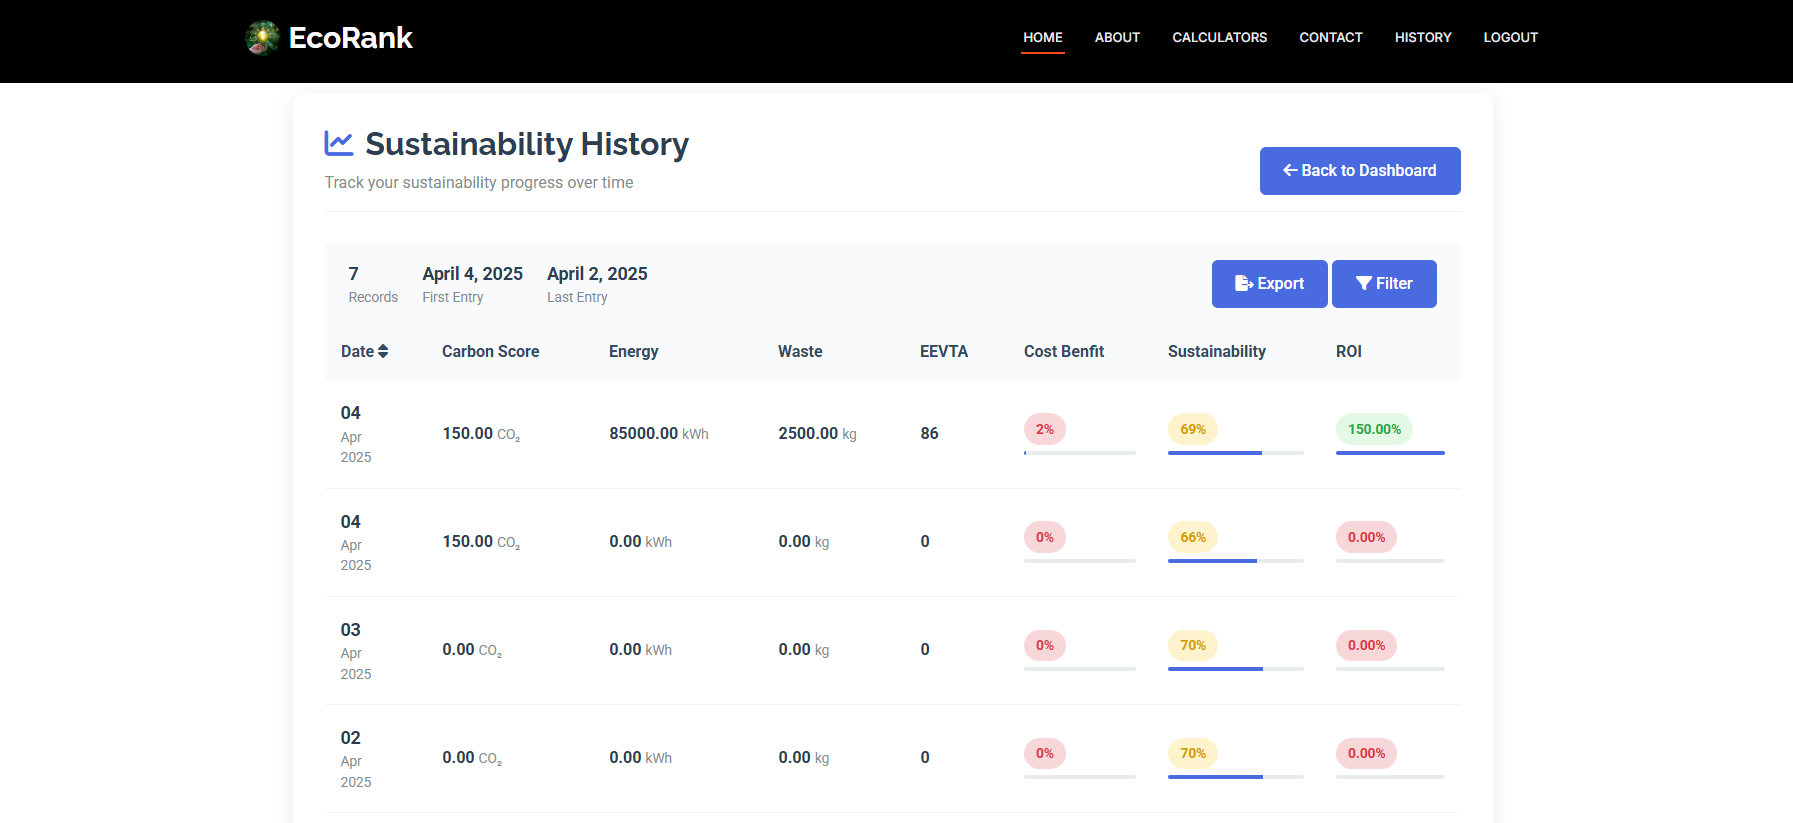 EcoRank
HOME ABOUT CALCULATORS CONTACT HISTORY LOGOUT
Sustainability History
Track your sustainability progress over time
Back to Dashboard
7 April 4, 2025 April 2, 2025
Records First Entry Last Entry
Export Filter
Date Carbon Score Energy Waste EEVTA Cost Benfit Sustainability ROI
04
Apr
2025
150.00 CO₂ 85000.00 kWh 2500.00 kg 86 2% 69% 150.00%
04
Apr
2025
150.00 CO₂ 0.00 kWh 0.00 kg 0 0% 66% 0.00%
03
Apr
2025
0.00 CO₂ 0.00 kWh 0.00 kg 0 0% 70% 0.00%
02
Apr
2025
0.00 CO₂ 0.00 kWh 0.00 kg 0 0% 70% 0.00%